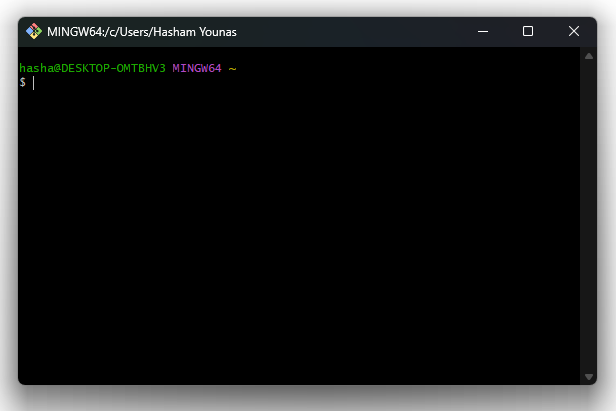 MINGW64:/c/Users/Hasham Younas
hasha@DESKTOP-OMTBHV3 MINGW64 ~
$